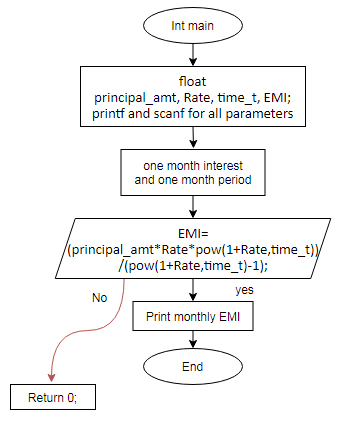 Int main
float
principal_amt, Rate, time_t, EMI;
printf and scanf for all parameters
one month interest
and one month period
EMI=
(principal_amt*Rate*pow(1+Rate,time_t))
/(pow(1+Rate,time_t)-1);
No
yes
Print monthly EMI
End
Return 0;